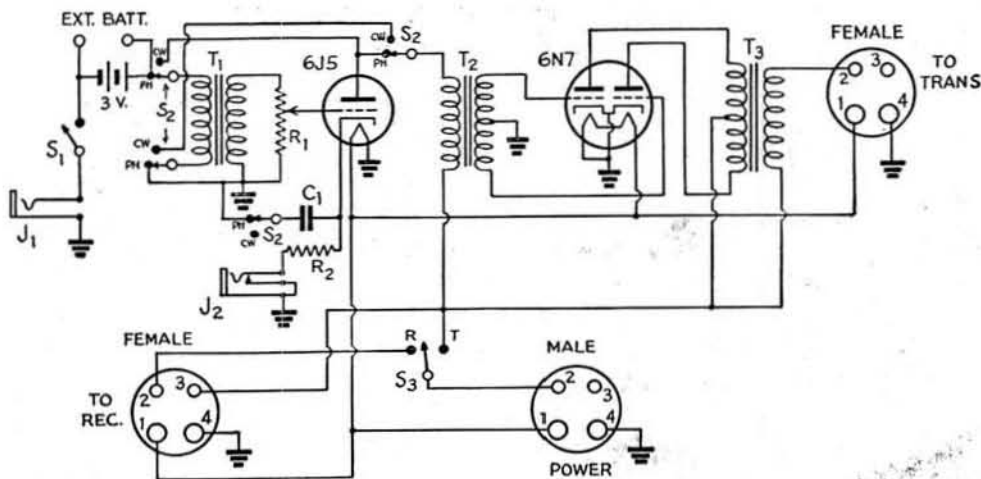 EXT. BATT.
CW
3 V.
PH
S2
T1
R1
6J5
CW
PH
S2
T2
6N7
T3
FEMALE
TO TRANS
2 3
1 4
S1
CW
PH
J1
PH
CW
S2
C1
R2
J2
FEMALE
TO REC.
2 3
1 4
R T
S3
MALE
2 3
1 4
POWER